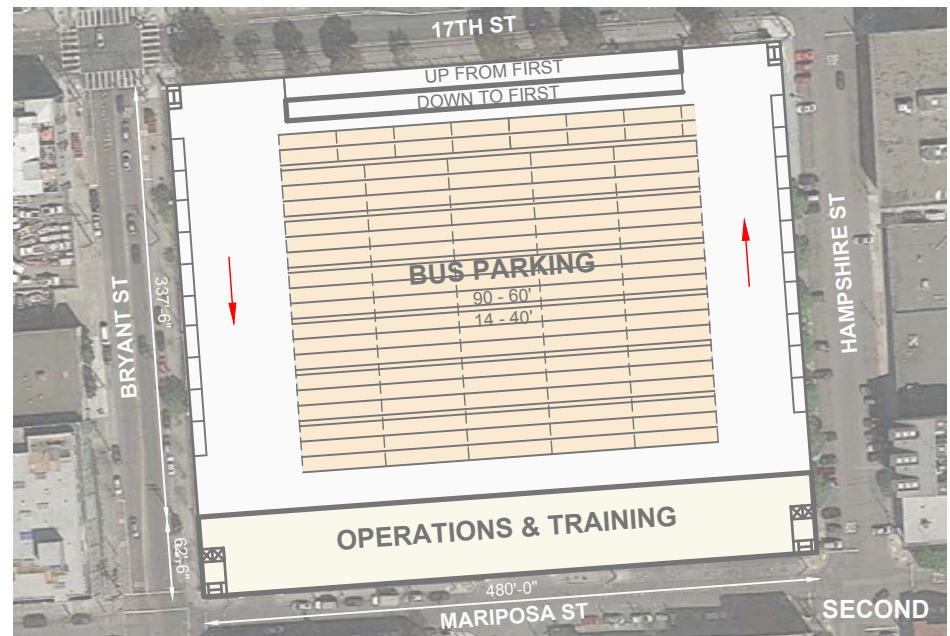 17TH ST
UP FROM FIRST
DOWN TO FIRST
BRYANT ST
337'-6"
BUS PARKING
90 - 60'
14 - 40'
HAMPSHIRE ST
OPERATIONS & TRAINING
62'-6"
480'-0"
MARIPOSA ST
SECOND